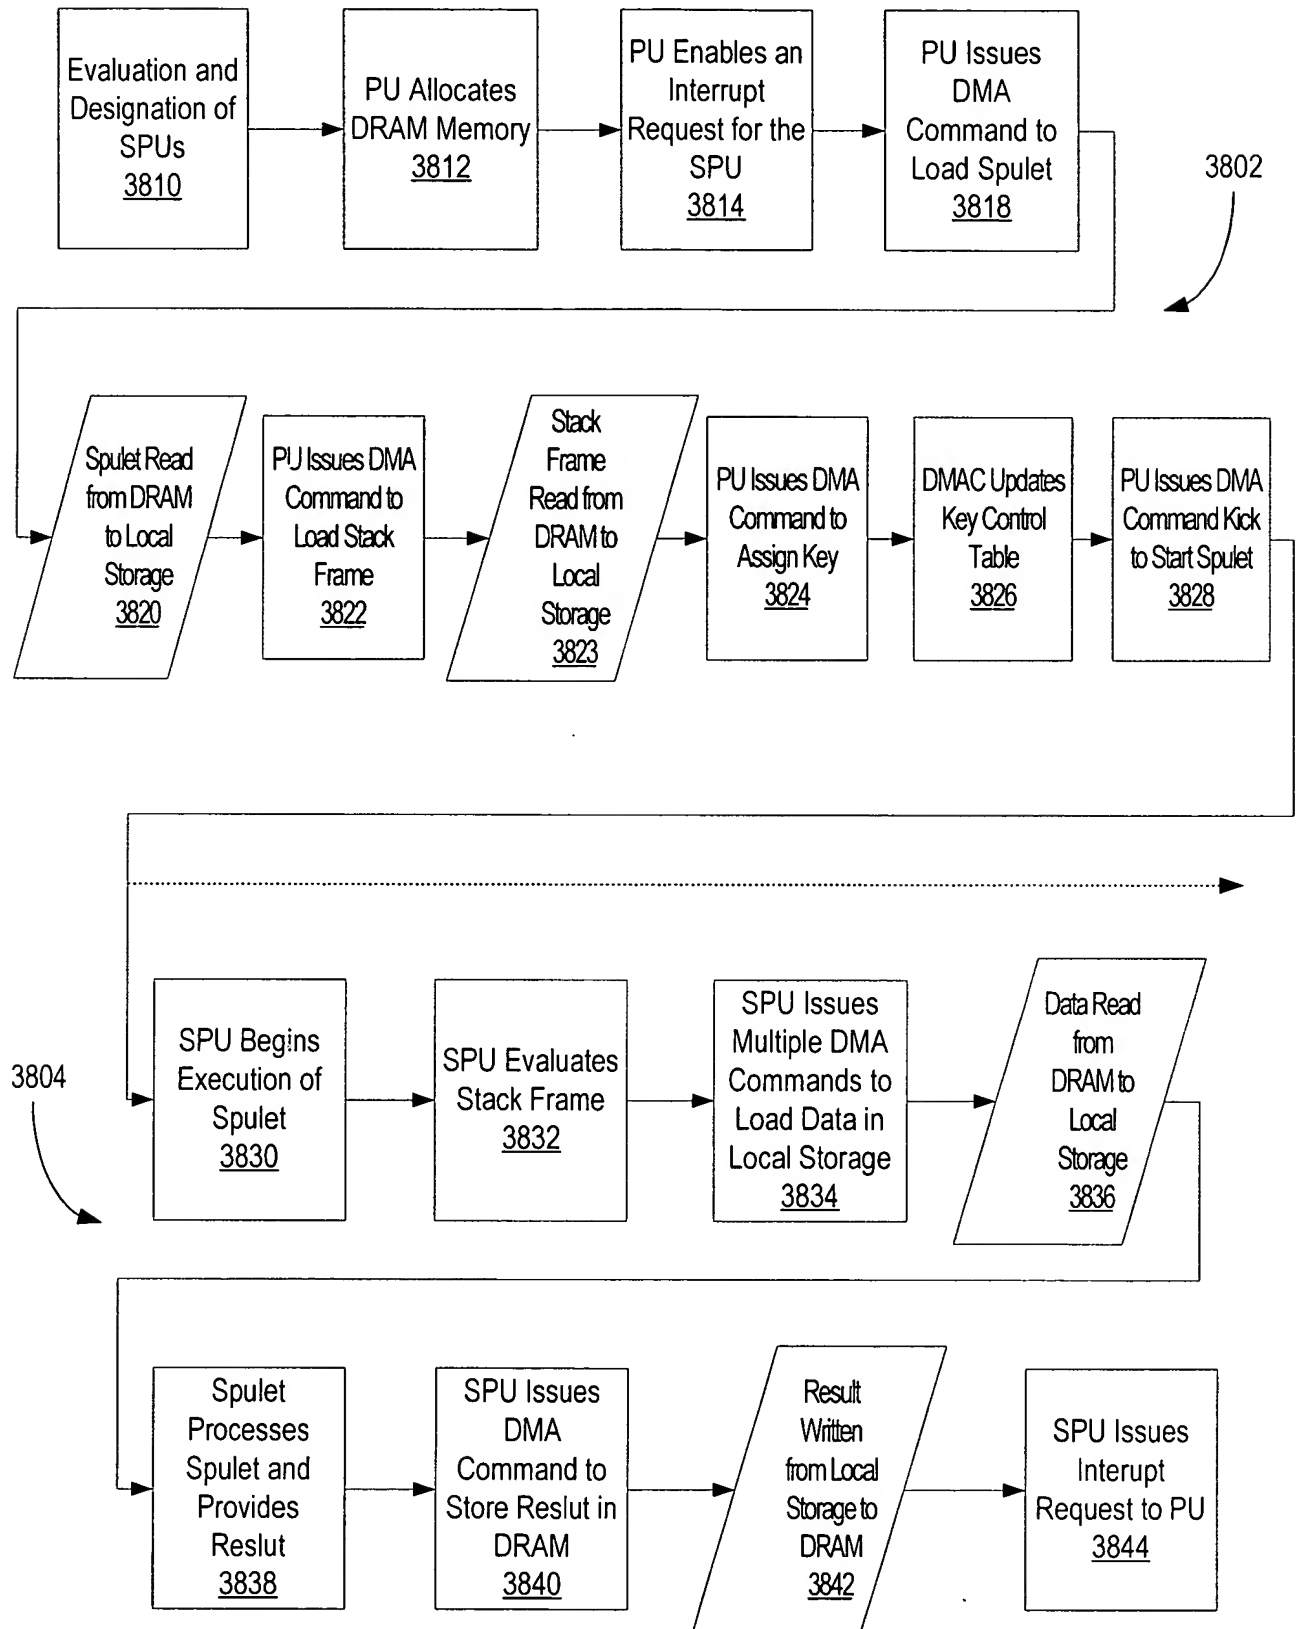 Evaluation and
Designation of
SPUs
3810
PU Allocates
DRAM Memory
3812
PU Enables an
Interrupt
Request for the
SPU
3814
PU Issues
DMA
Command to
Load Spulet
3818
3802
Spulet Read
from DRAM
to Local
Storage
3820
PU Issues DMA
Command to
Load Stack
Frame
3822
Stack
Frame
Read from
DRAM to
Local
Storage
3823
PU Issues DMA
Command to
Assign Key
3824
DMAC Updates
Key Control
Table
3826
PU Issues DMA
Command Kick
to Start Spulet
3828
3804
SPU Begins
Execution of
Spulet
3830
SPU Evaluates
Stack Frame
3832
SPU Issues
Multiple DMA
Commands to
Load Data in
Local Storage
3834
Data Read
from
DRAM to
Local
Storage
3836
Spulet
Processes
Spulet and
Provides
Reslut
3838
SPU Issues
DMA
Command to
Store Reslut in
DRAM
3840
Result
Written
from Local
Storage to
DRAM
3842
SPU Issues
Interupt
Request to PU
3844